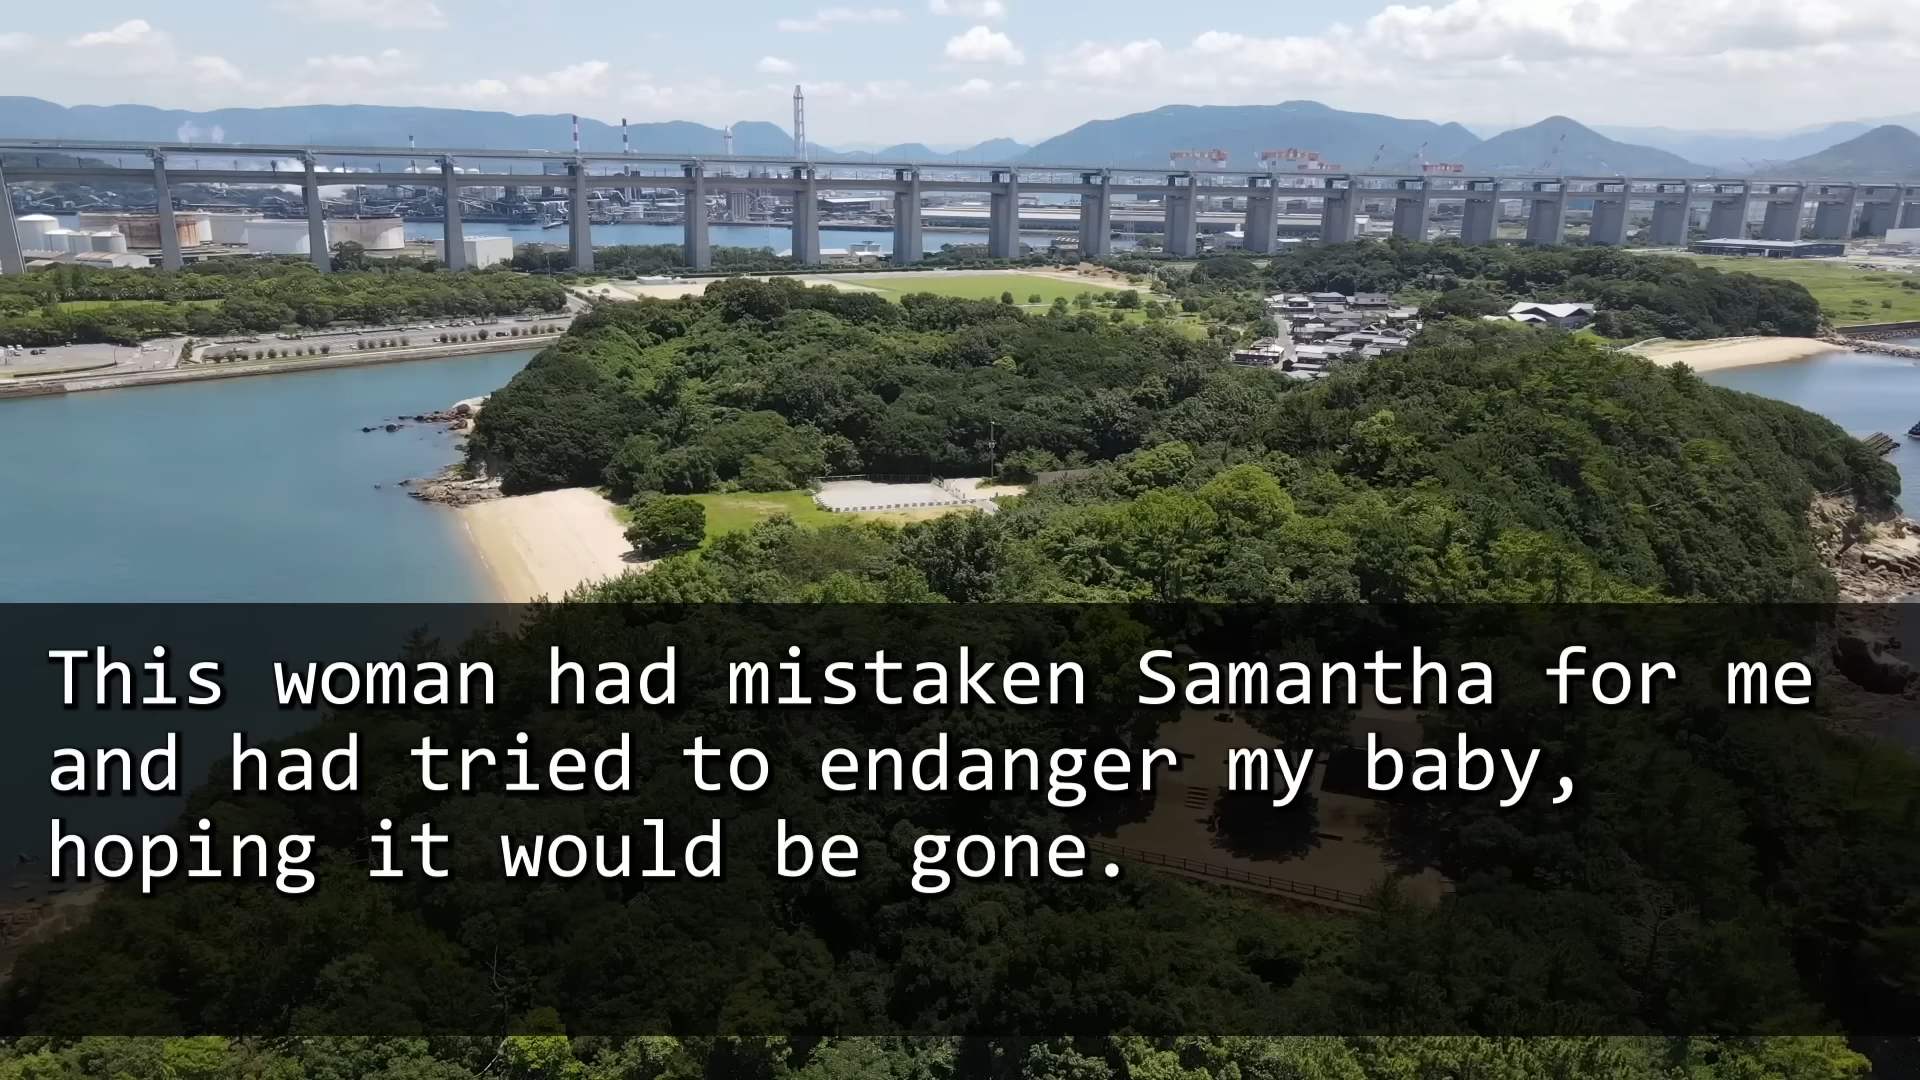 This woman had mistaken Samantha for me
and had tried to endanger my baby,
hoping it would be gone.